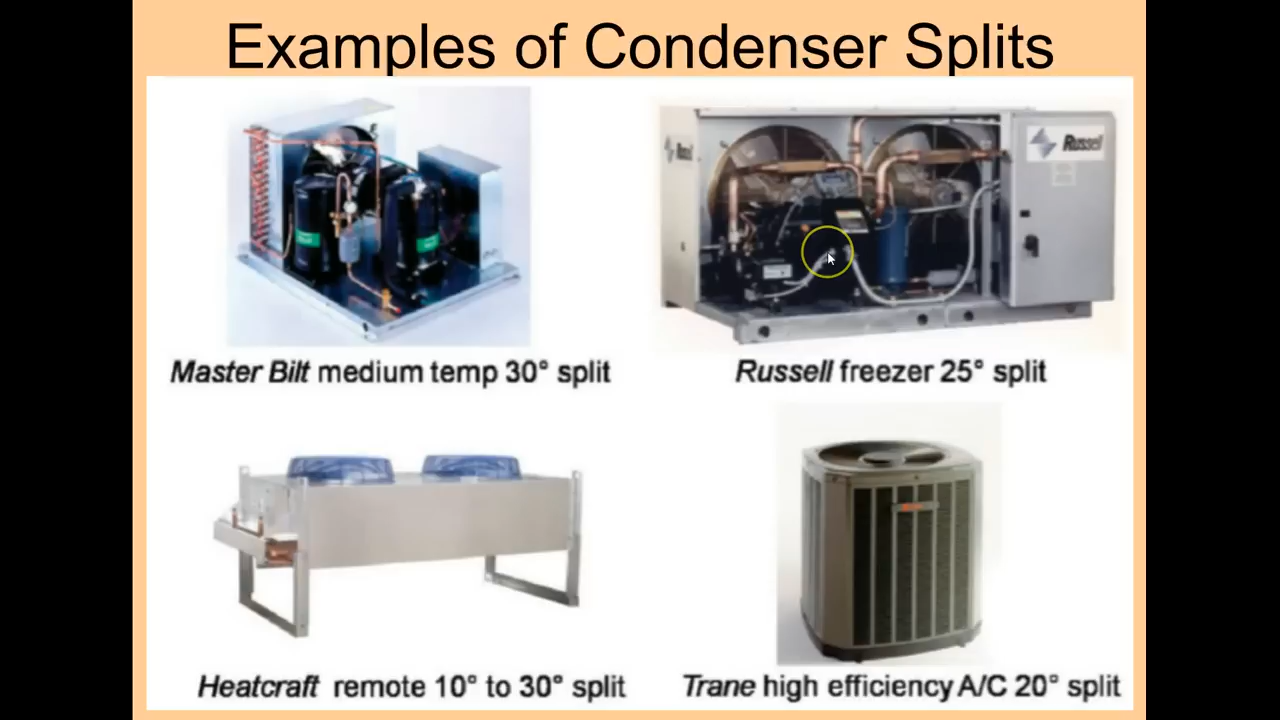 Examples of Condenser Splits
Russell
Russell
Master Bilt medium temp 30° split
Russell freezer 25° split
Heatcraft remote 10° to 30° split
Trane high efficiency A/C 20° split